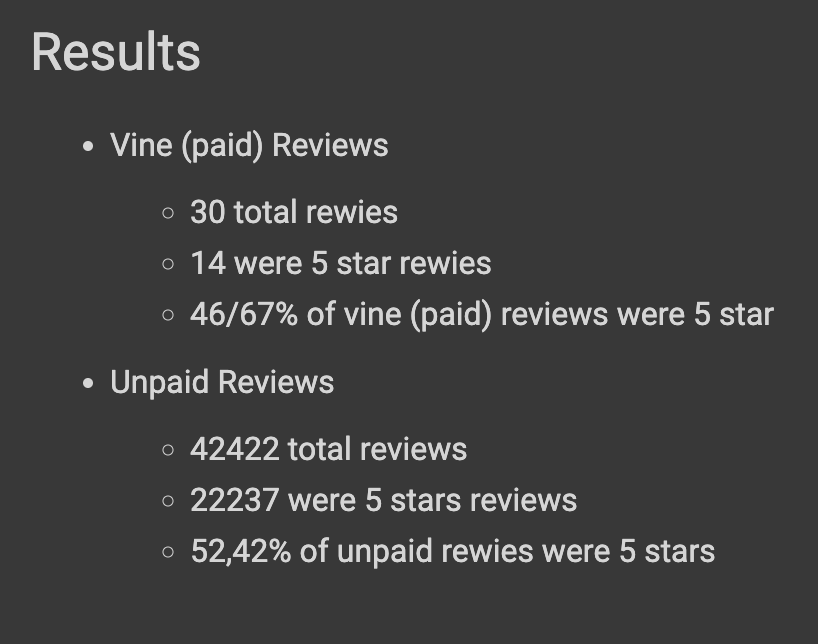 Results
Vine (paid) Reviews
30 total rewies
14 were 5 star rewies
46/67% of vine (paid) reviews were 5 star
Unpaid Reviews
42422 total reviews
22237 were 5 stars reviews
52,42% of unpaid rewies were 5 stars